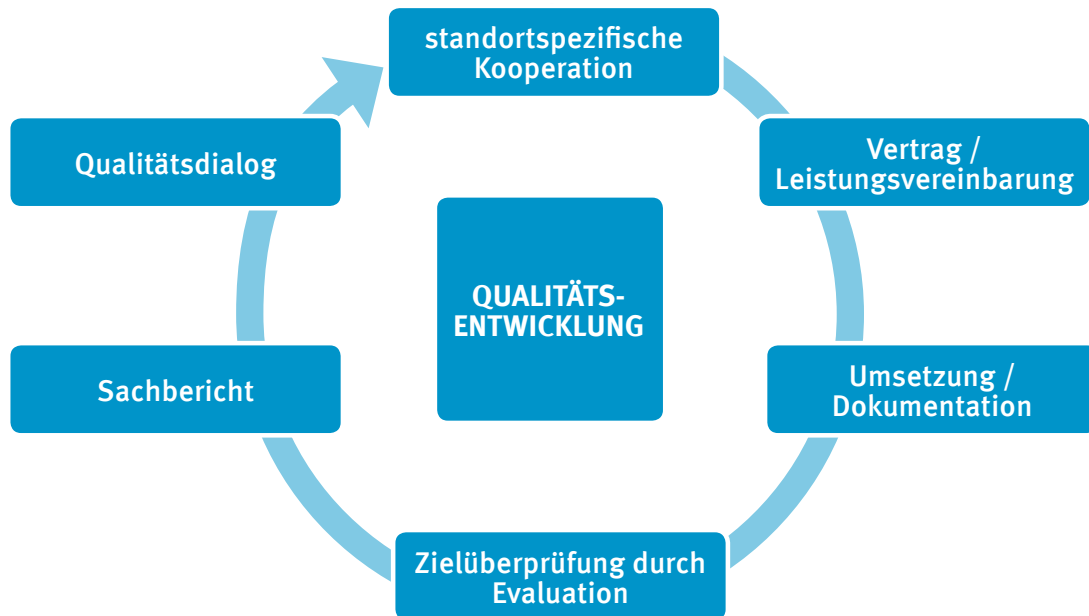 standortspezifische
Kooperation
Vertrag /
Leistungsvereinbarung
Umsetzung /
Dokumentation
Zielüberprüfung durch
Evaluation
Sachbericht
Qualitätsdialog
QUALITÄTS-
ENTWICKLUNG